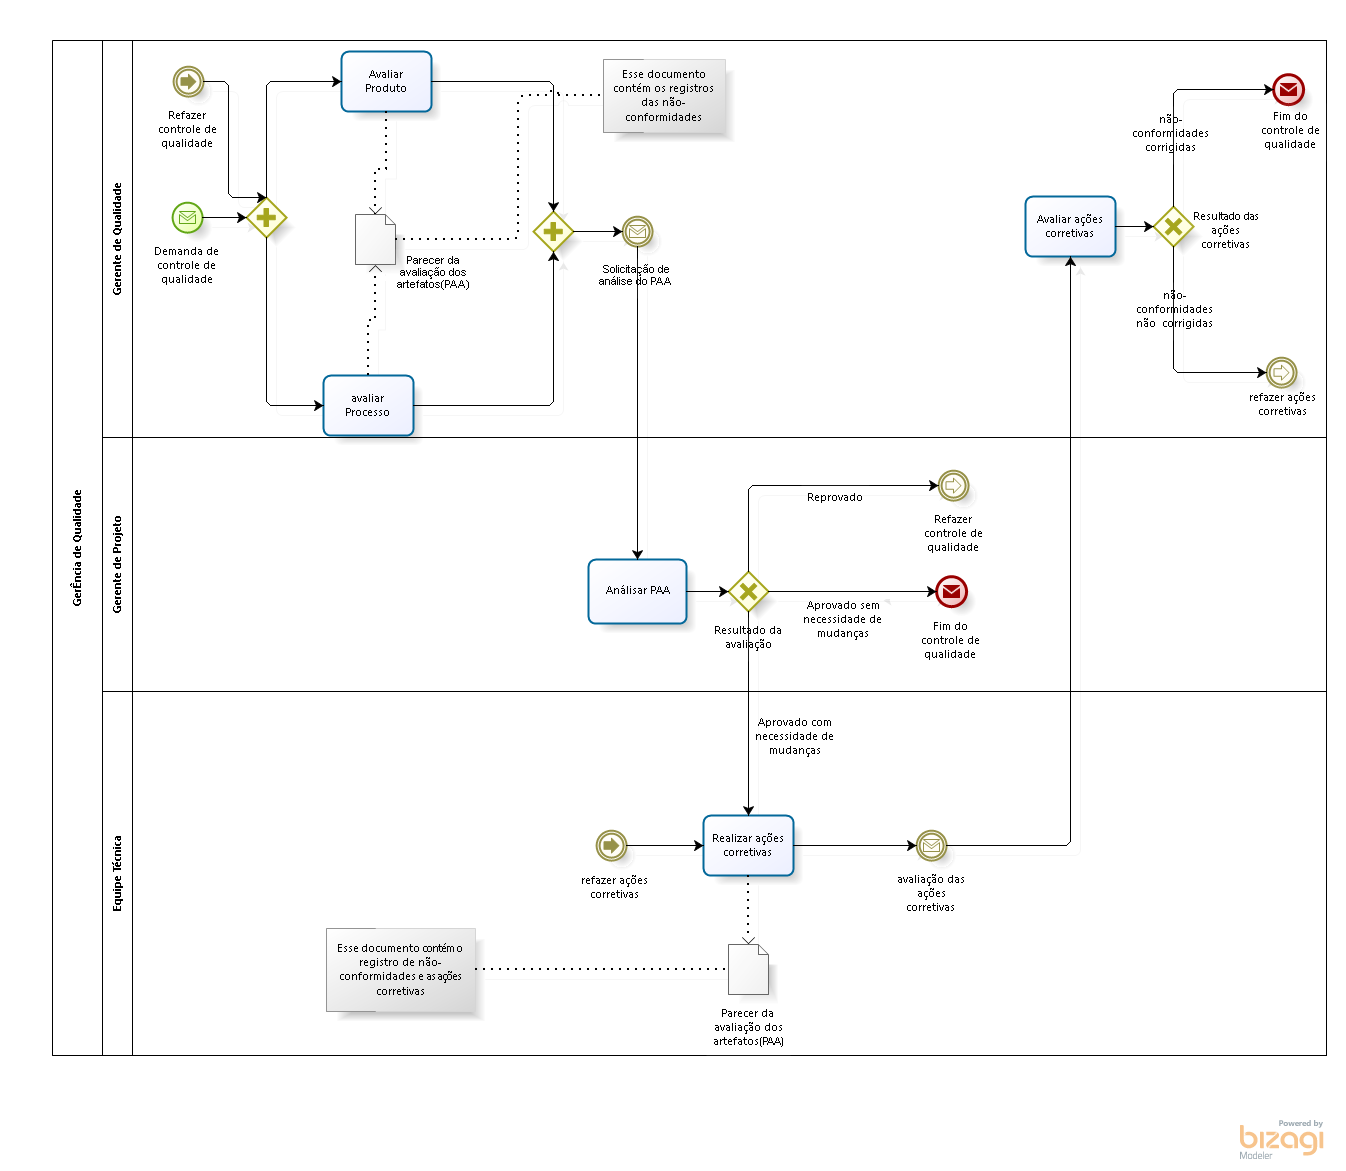 GerÊncia de Qualidade
Gerente de Qualidade
Refazer
controle de
qualidade
Demanda de
controle de
qualidade
Avaliar
Produto
Parecer da
avaliação dos
artefatos(PAA)
avaliar
Processo
Esse documento
contém os registros
das não-
conformidades
Solicitação de
análise do PAA
Avaliar ações
corretivas
Resultado das
ações
corretivas
não-
conformidades
corrigidas
Fim do
controle de
qualidade
não-
conformidades
não corrigidas
refazer ações
corretivas
Gerente de Projeto
Análisar PAA
Resultado da
avaliação
Reprovado
Refazer
controle de
qualidade
Aprovado sem
necessidade de
mudanças
Fim do
controle de
qualidade
Equipe Técnica
Aprovado com
necessidade de
mudanças
refazer ações
corretivas
Realizar ações
corretivas
avaliação das
ações
corretivas
Esse documento contém o
registro de não-
conformidades e as ações
corretivas
Parecer da
avaliação dos
artefatos(PAA)
Powered by
bizagi
Modeler